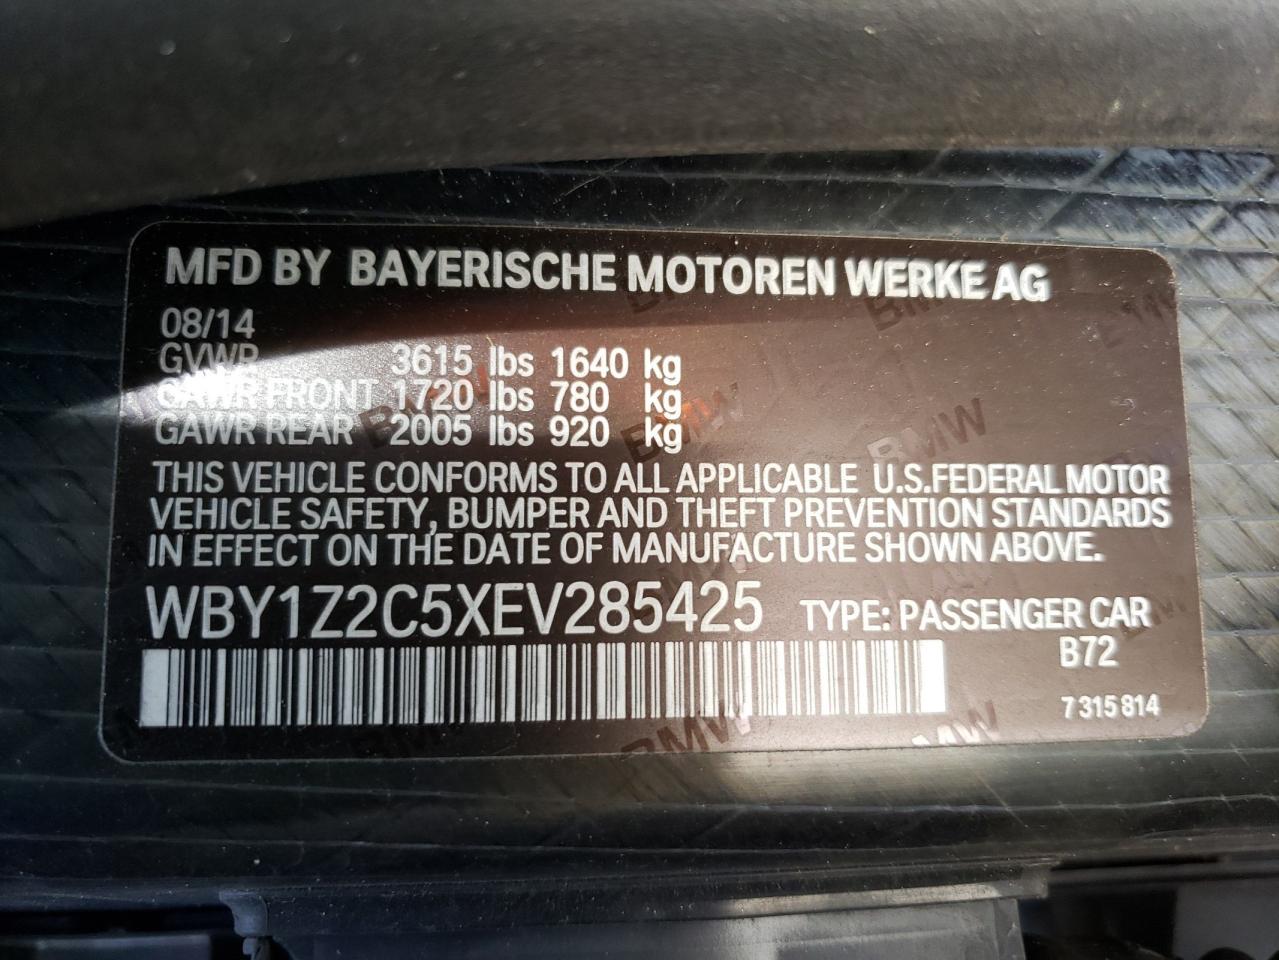 MFD BY BAYERISCHE MOTOREN WERKE AG
08/14
GVWR 3615 lbs 1640 kg
GAWR FRONT 1720 lbs 780 kg
GAWR REAR 2005 lbs 920 kg
THIS VEHICLE CONFORMS TO ALL APPLICABLE U.S.FEDERAL MOTOR
VEHICLE SAFETY, BUMPER AND THEFT PREVENTION STANDARDS
IN EFFECT ON THE DATE OF MANUFACTURE SHOWN ABOVE.
WBY1Z2C5XEV285425 TYPE: PASSENGER CAR
B72
7 315 814